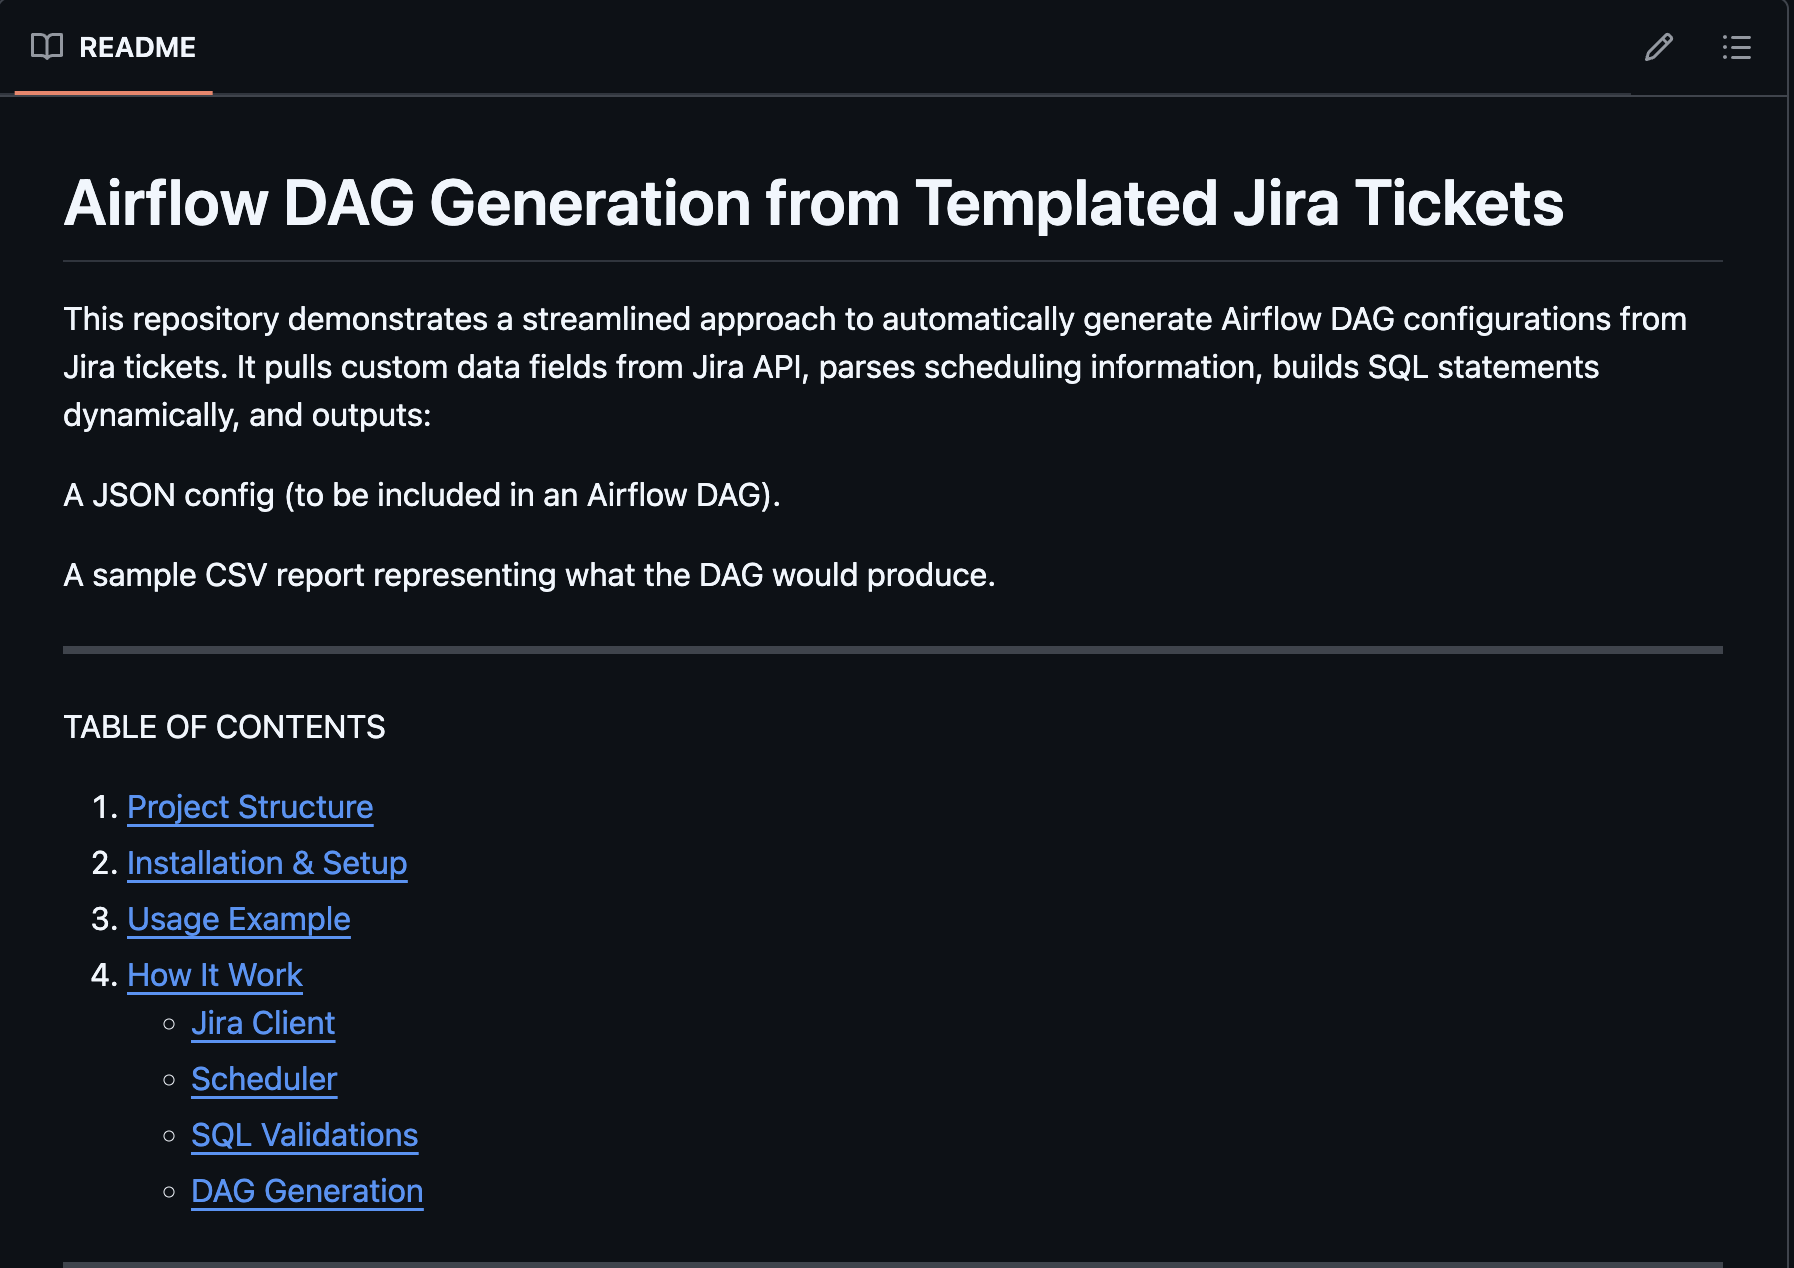 README
Airflow DAG Generation from Templated Jira Tickets
This repository demonstrates a streamlined approach to automatically generate Airflow DAG configurations from
Jira tickets. It pulls custom data fields from Jira API, parses scheduling information, builds SQL statements
dynamically, and outputs:
A JSON config (to be included in an Airflow DAG).
A sample CSV report representing what the DAG would produce.
TABLE OF CONTENTS
1. Project Structure
2. Installation & Setup
3. Usage Example
4. How It Work
○ Jira Client
○ Scheduler
○ SQL Validations
○ DAG Generation